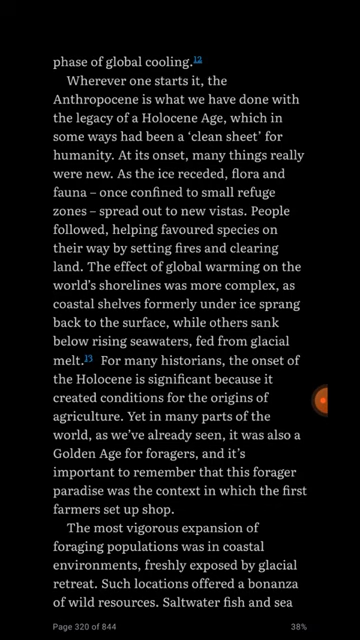 phase of global cooling.12
Wherever one starts it, the
Anthropocene is what we have done with
the legacy of a Holocene Age, which in
some ways had been a ‘clean sheet’ for
humanity. At its onset, many things really
were new. As the ice receded, flora and
fauna – once confined to small refuge
zones – spread out to new vistas. People
followed, helping favoured species on
their way by setting fires and clearing
land. The effect of global warming on the
world’s shorelines was more complex, as
coastal shelves formerly under ice sprang
back to the surface, while others sank
below rising seawaters, fed from glacial
melt.13 For many historians, the onset of
the Holocene is significant because it
created conditions for the origins of
agriculture. Yet in many parts of the
world, as we’ve already seen, it was also a
Golden Age for foragers, and it’s
important to remember that this forager
paradise was the context in which the first
farmers set up shop.
The most vigorous expansion of
foraging populations was in coastal
environments, freshly exposed by glacial
retreat. Such locations offered a bonanza
of wild resources. Saltwater fish and sea
Page 320 of 844 38%